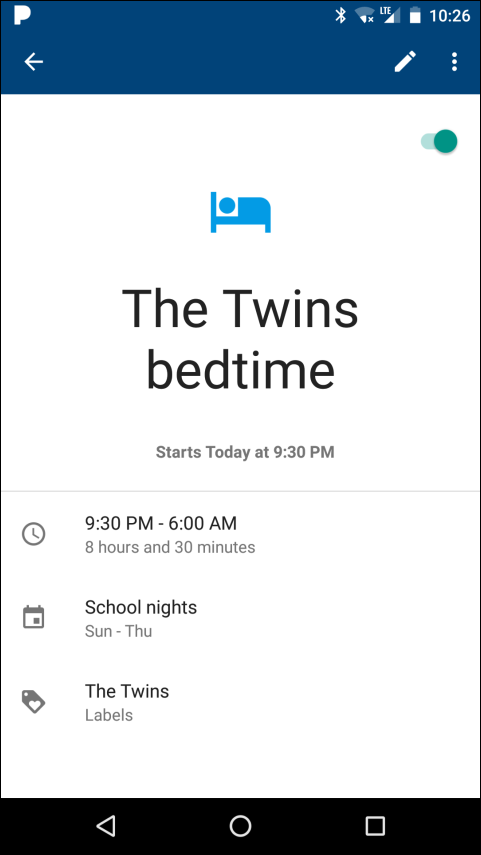 LTE 10:26
The Twins
bedtime
Starts Today at 9:30 PM
9:30 PM - 6:00 AM
8 hours and 30 minutes
School nights
Sun - Thu
The Twins
Labels